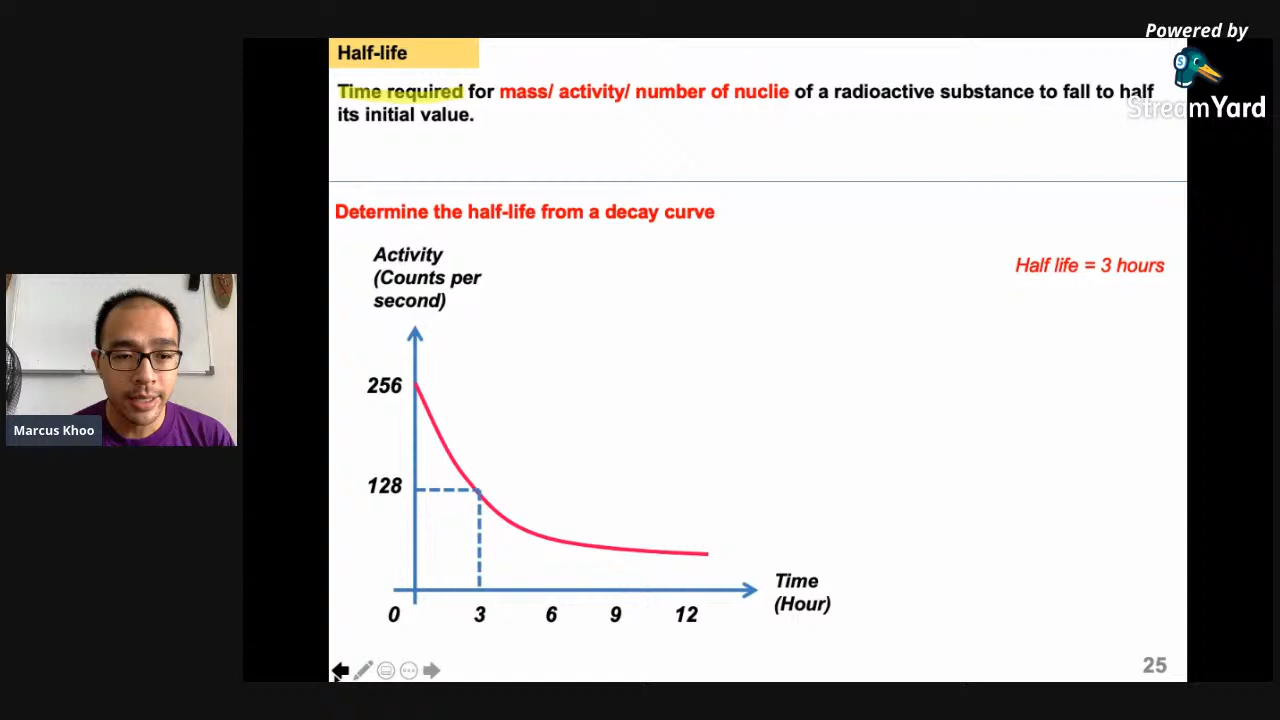 Powered by
StreamYard
Half-life
Time required for mass/ activity/ number of nuclie of a radioactive substance to fall to half
its initial value.
Determine the half-life from a decay curve
Activity
(Counts per
second)
Half life = 3 hours
256
128
Marcus Khoo
Time
(Hour)
0 3 6 9 12
25